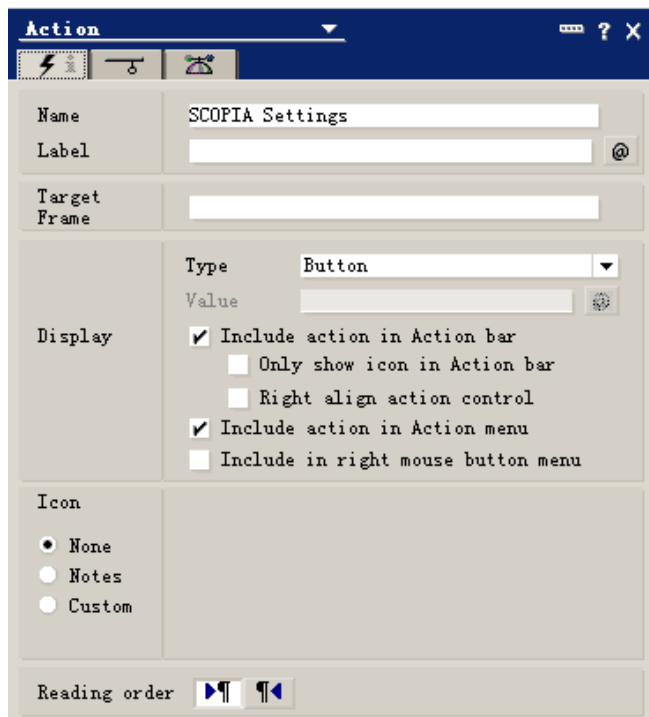 Action
? X
Name SCOPIA Settings
Label @
Target
Frame
Type Button
Value
Display
Include action in Action bar
Only show icon in Action bar
Right align action control
Include action in Action menu
Include in right mouse button menu
Icon
None
Notes
Custom
Reading order ¶ ¶